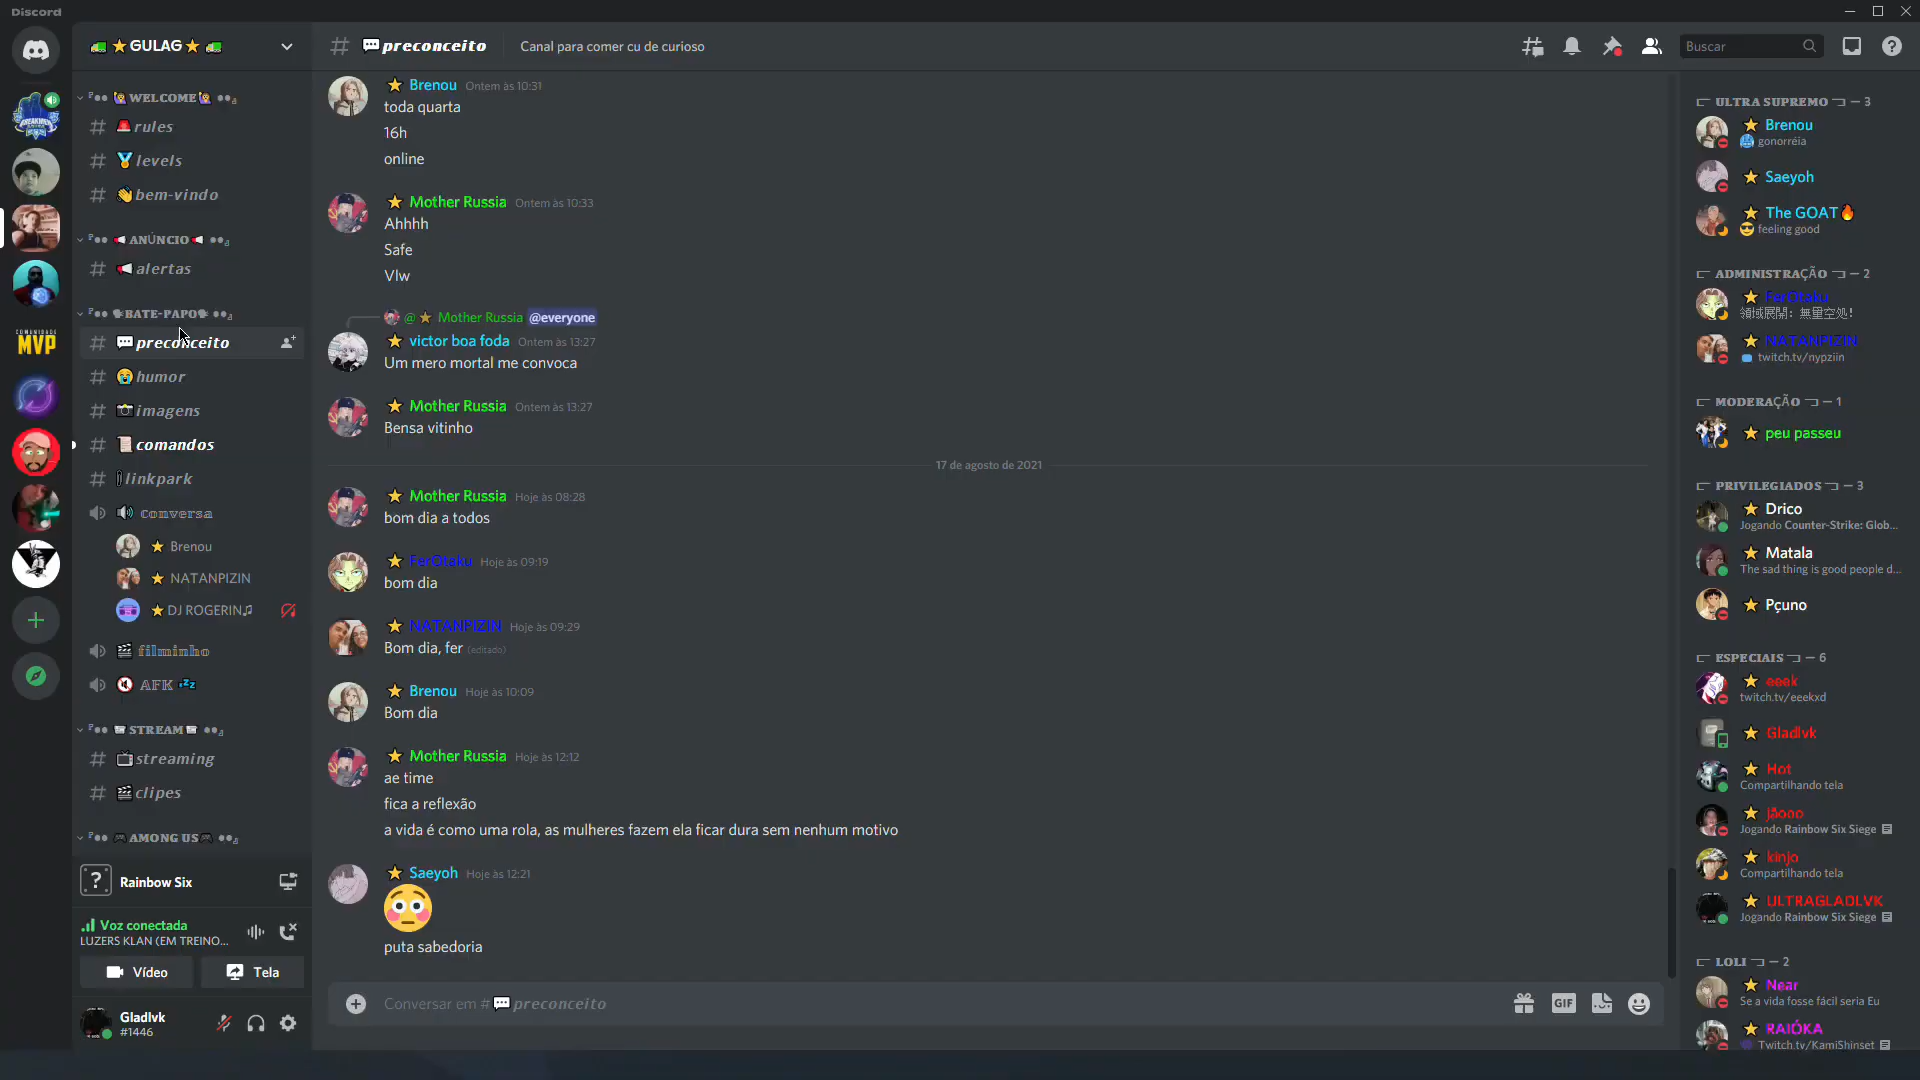 Discord
GULAG
preconceito
Canal para comer cu de curioso
Buscar
WELCOME
rules
levels
bem-vindo
ANÚNCIO
alertas
BATE-PAPO
preconceito
humor
imagens
comandos
linkpark
conversa
Brenou
NATANPIZIN
DJ ROGERIN♫
filminho
AFK 💤
STREAM
streaming
clipes
AMONG US
Rainbow Six
Voz conectada
LUZERS KLAN (EM TREINO...
Vídeo
Tela
Gladlvk
#1446
COMUNIDADE
MVP
Brenou Ontem às 10:31
toda quarta
16h
online
Mother Russia Ontem às 10:33
Ahhhh
Safe
Vlw
@ Mother Russia @everyone
victor boa foda Ontem às 13:27
Um mero mortal me convoca
Mother Russia Ontem às 13:27
Bensa vitinho
17 de agosto de 2021
Mother Russia Hoje às 08:28
bom dia a todos
FerOtaku Hoje às 09:19
bom dia
NATANPIZIN Hoje às 09:29
Bom dia, fer (editado)
Brenou Hoje às 10:09
Bom dia
Mother Russia Hoje às 12:12
ae time
fica a reflexão
a vida é como uma rola, as mulheres fazem ela ficar dura sem nenhum motivo
Saeyoh Hoje às 12:21
puta sabedoria
Conversar em # preconceito
GIF
ULTRA SUPREMO — 3
Brenou
gonorréia
Saeyoh
The GOAT
feeling good
ADMINISTRAÇÃO — 2
FerOtaku
領域展開：無量空処!
NATANPIZIN
twitch.tv/nypziin
MODERAÇÃO — 1
peu passeu
PRIVILEGIADOS — 3
Drico
Jogando Counter-Strike: Glob...
Matala
The sad thing is good people d...
Pçuno
ESPECIAIS — 6
eeek
twitch.tv/eeekxd
Gladlvk
Hot
Compartilhando tela
jãooo
Jogando Rainbow Six Siege
kinjo
Compartilhando tela
ULTRAGLADLVK
Jogando Rainbow Six Siege
LOLI — 2
Near
Se a vida fosse fácil seria Eu
RAIÓKA
Twitch.tv/KamiShinset